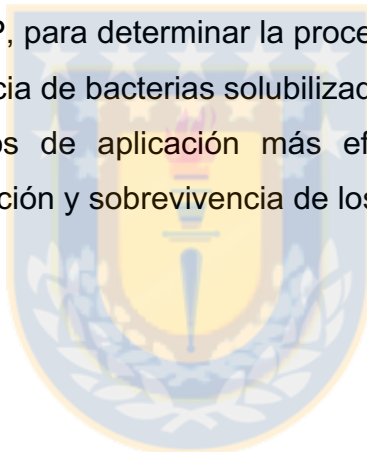 P, para determinar la proce
cia de bacterias solubilizad
os de aplicación más ef
ción y sobrevivencia de los